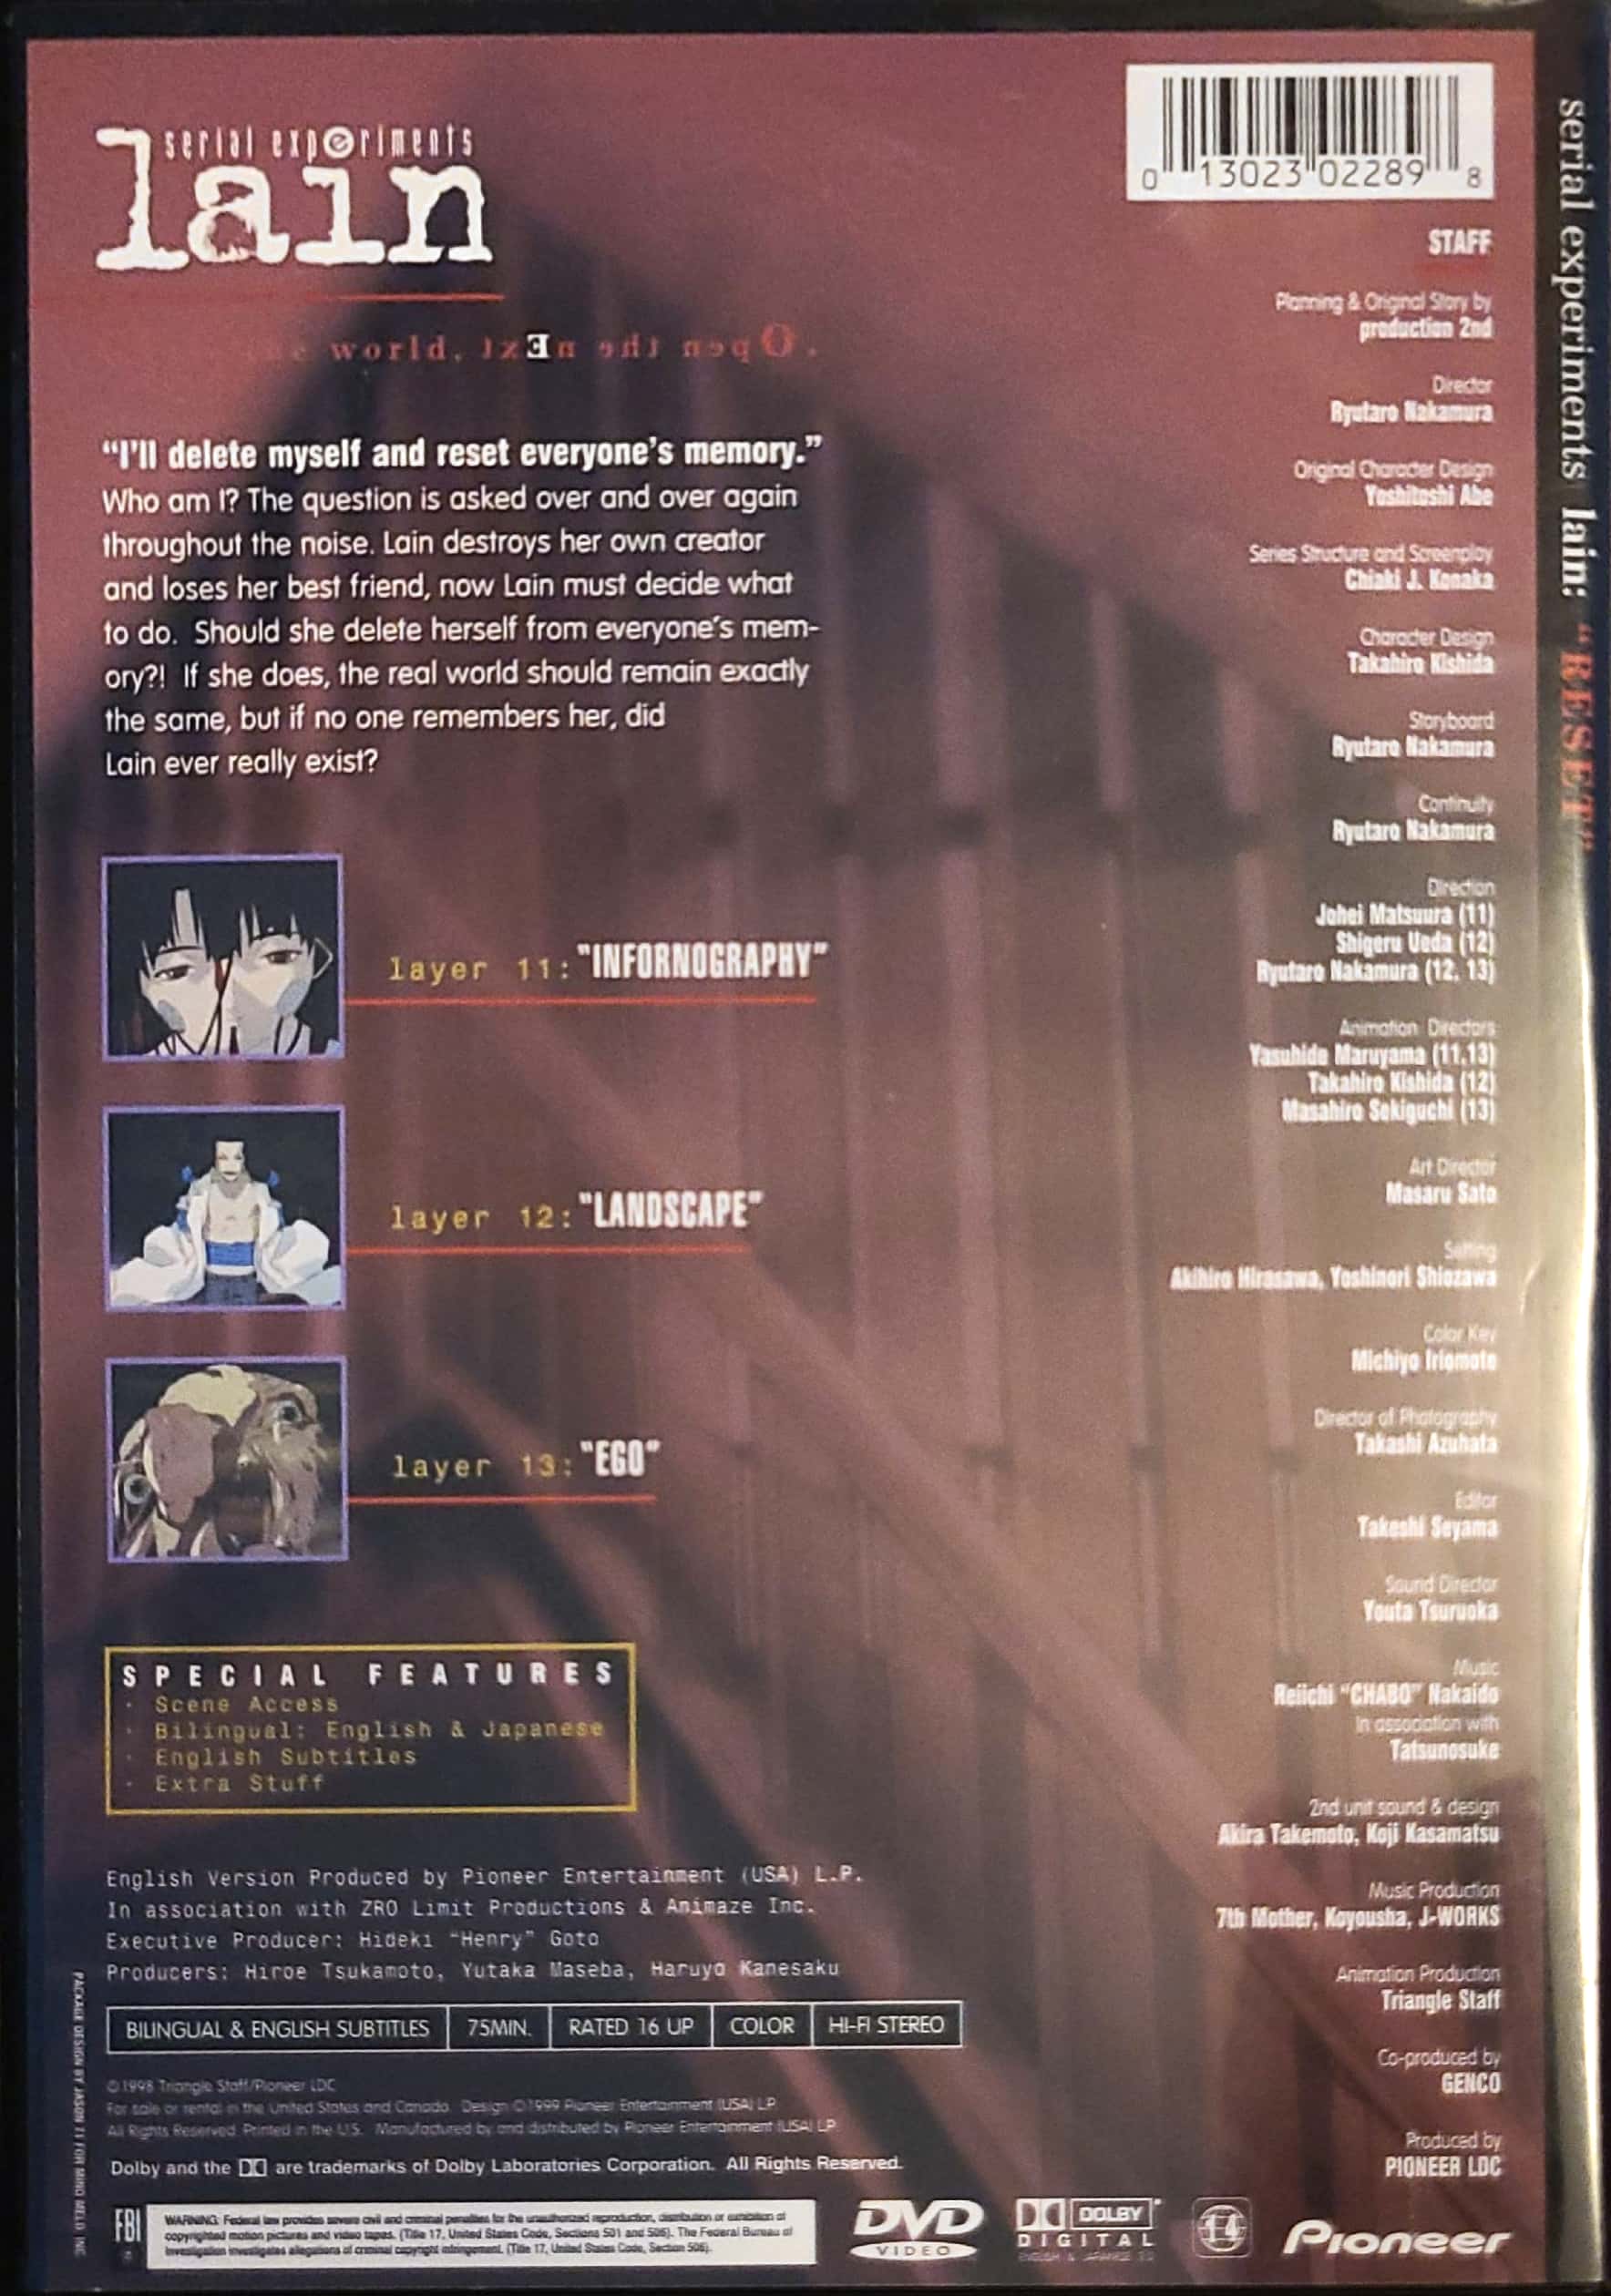 serial experiments
lain
e world, txEn eht nepO.
"I'll delete myself and reset everyone's memory."
Who am I? The question is asked over and over again
throughout the noise. Lain destroys her own creator
and loses her best friend, now Lain must decide what
to do. Should she delete herself from everyone's mem-
ory?! If she does, the real world should remain exactly
the same, but if no one remembers her, did
Lain ever really exist?
layer 11: "INFORNOGRAPHY"
layer 12: "LANDSCAPE"
layer 13: "EGO"
SPECIAL FEATURES
· Scene Access
· Bilingual: English & Japanese
· English Subtitles
· Extra Stuff
English Version Produced by Pioneer Entertainment (USA) L.P.
In association with ZRO Limit Productions & Animaze Inc.
Executive Producer: Hideki "Henry" Goto
Producers: Hiroe Tsukamoto, Yutaka Maseba, Haruyo Kanesaku
BILINGUAL & ENGLISH SUBTITLES 75MIN. RATED 16 UP COLOR HI-FI STEREO
©1998 Triangle Staff/Pioneer LDC
For sale or rental in the United States and Canada. Design ©1999 Pioneer Entertainment (USA) LP
All Rights Reserved. Printed in the U.S. Manufactured by and distributed by Pioneer Entertainment (USA) LP
Dolby and the DD are trademarks of Dolby Laboratories Corporation. All Rights Reserved.
FBI
WARNING: Federal law provides severe civil and criminal penalties for the unauthorized reproduction, distribution or exhibition of
copyrighted motion pictures and video tapes. (Title 17, United States Code, Sections 501 and 506). The Federal Bureau of
Investigation investigates allegations of criminal copyright infringement. (Title 17, United States Code, Section 506).
DVD
VIDEO
DOLBY
DIGITAL
ENGLISH & JAPANESE 2.0
14
Pioneer
PACKAGE DESIGN BY JASON 71 FOR MIND MELD, INC.
0 13023 02289 8
STAFF
Planning & Original Story by
production 2nd
Director
Ryutaro Nakamura
Original Character Design
Yoshitoshi Abe
Series Structure and Screenplay
Chiaki J. Konaka
Character Design
Takahiro Kishida
Storyboard
Ryutaro Nakamura
Continuity
Ryutaro Nakamura
Direction
Johei Matsuura (11)
Shigeru Ueda (12)
Ryutaro Nakamura (12, 13)
Animation Directors
Yasuhide Maruyama (11,13)
Takahiro Kishida (12)
Masahiro Sekiguchi (13)
Art Director
Masaru Sato
Setting
Akihiro Hirasawa, Yoshinori Shiozawa
Color Key
Michiyo Iriomote
Director of Photography
Takashi Azuhata
Editor
Takeshi Seyama
Sound Director
Youta Tsuruoka
Music
Reiichi "CHABO" Nakaido
In association with
Tatsunosuke
2nd unit sound & design
Akira Takemoto, Koji Kasamatsu
Music Production
7th Mother, Koyousha, J-WORKS
Animation Production
Triangle Staff
Co-produced by
GENCO
Produced by
PIONEER LDC
serial experiments lain: "RESET"